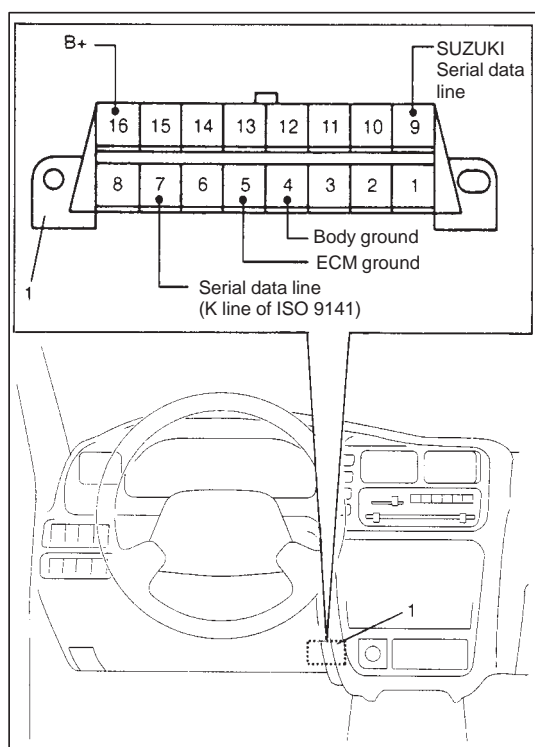 B+
SUZUKI
Serial data
line
16 15 14 13 12 11 10 9
8 7 6 5 4 3 2 1
Body ground
ECM ground
1
Serial data line
(K line of ISO 9141)
1